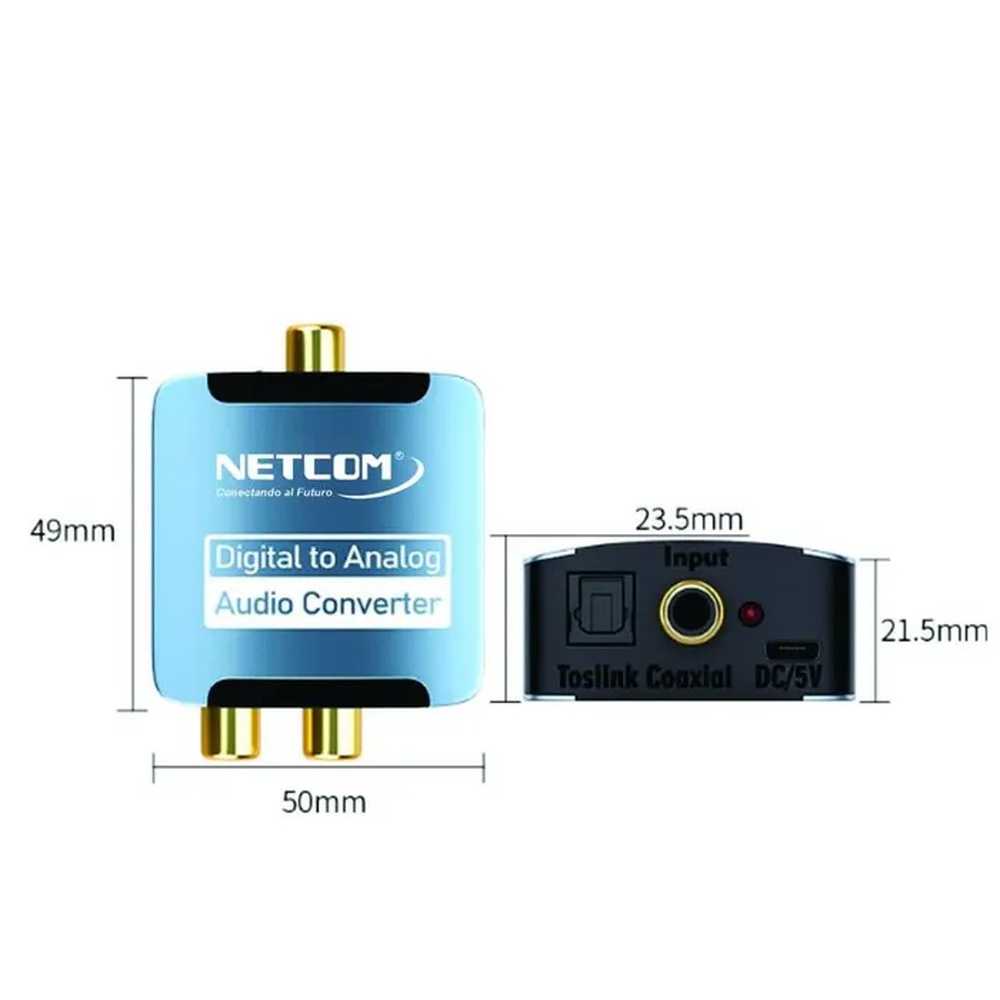 NETCOM®
Conectando al Futuro
Digital to Analog
Audio Converter
49mm
50mm
23.5mm
Input
Toslink Coaxial DC/5V
21.5mm